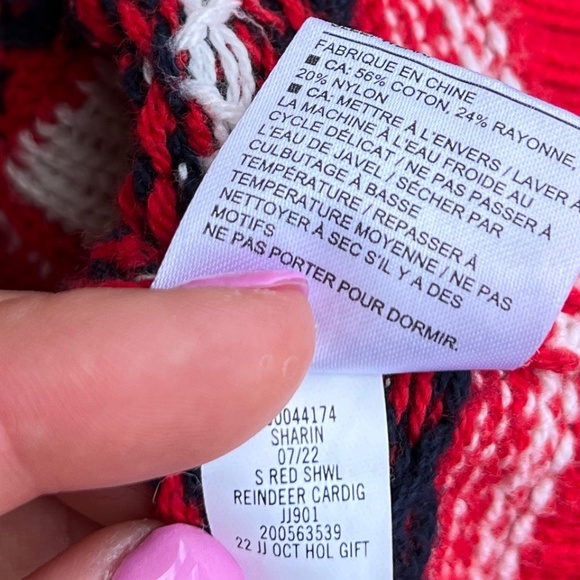 FABRIQUE EN CHINE
■ CA: 56% COTON, 24% RAYONNE,
20% NYLON
■ CA: METTRE À L'ENVERS / LAVER À
LA MACHINE À L'EAU FROIDE AU
CYCLE DÉLICAT / NE PAS PASSER À
L'EAU DE JAVEL / SÉCHER PAR
CULBUTAGE À BASSE
TEMPÉRATURE / REPASSER À
TEMPÉRATURE MOYENNE / NE PAS
NETTOYER À SEC S'IL Y A DES
MOTIFS
NE PAS PORTER POUR DORMIR.
0044174
SHARIN
07/22
S RED SHWL
REINDEER CARDIG
JJ901
200563539
22 JJ OCT HOL GIFT